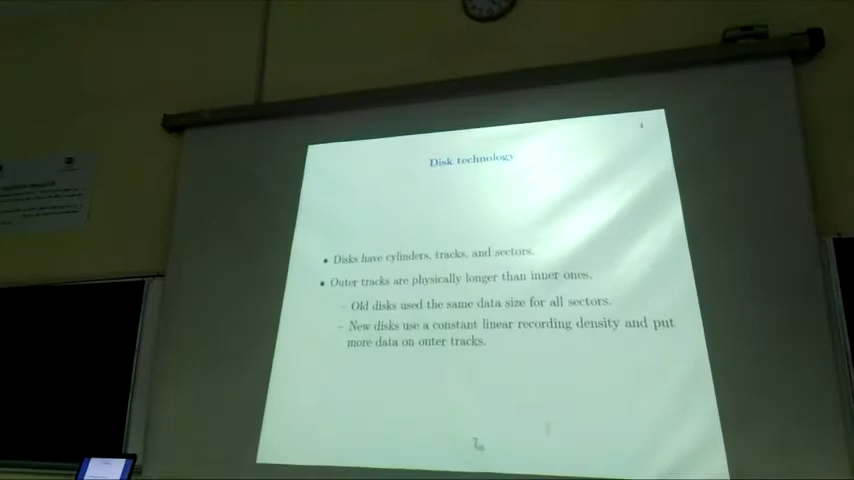 4
Disk technology
• Disks have cylinders, tracks, and sectors.
• Outer tracks are physically longer than inner ones.
– Old disks used the same data size for all sectors.
– New disks use a constant linear recording density and put
more data on outer tracks.